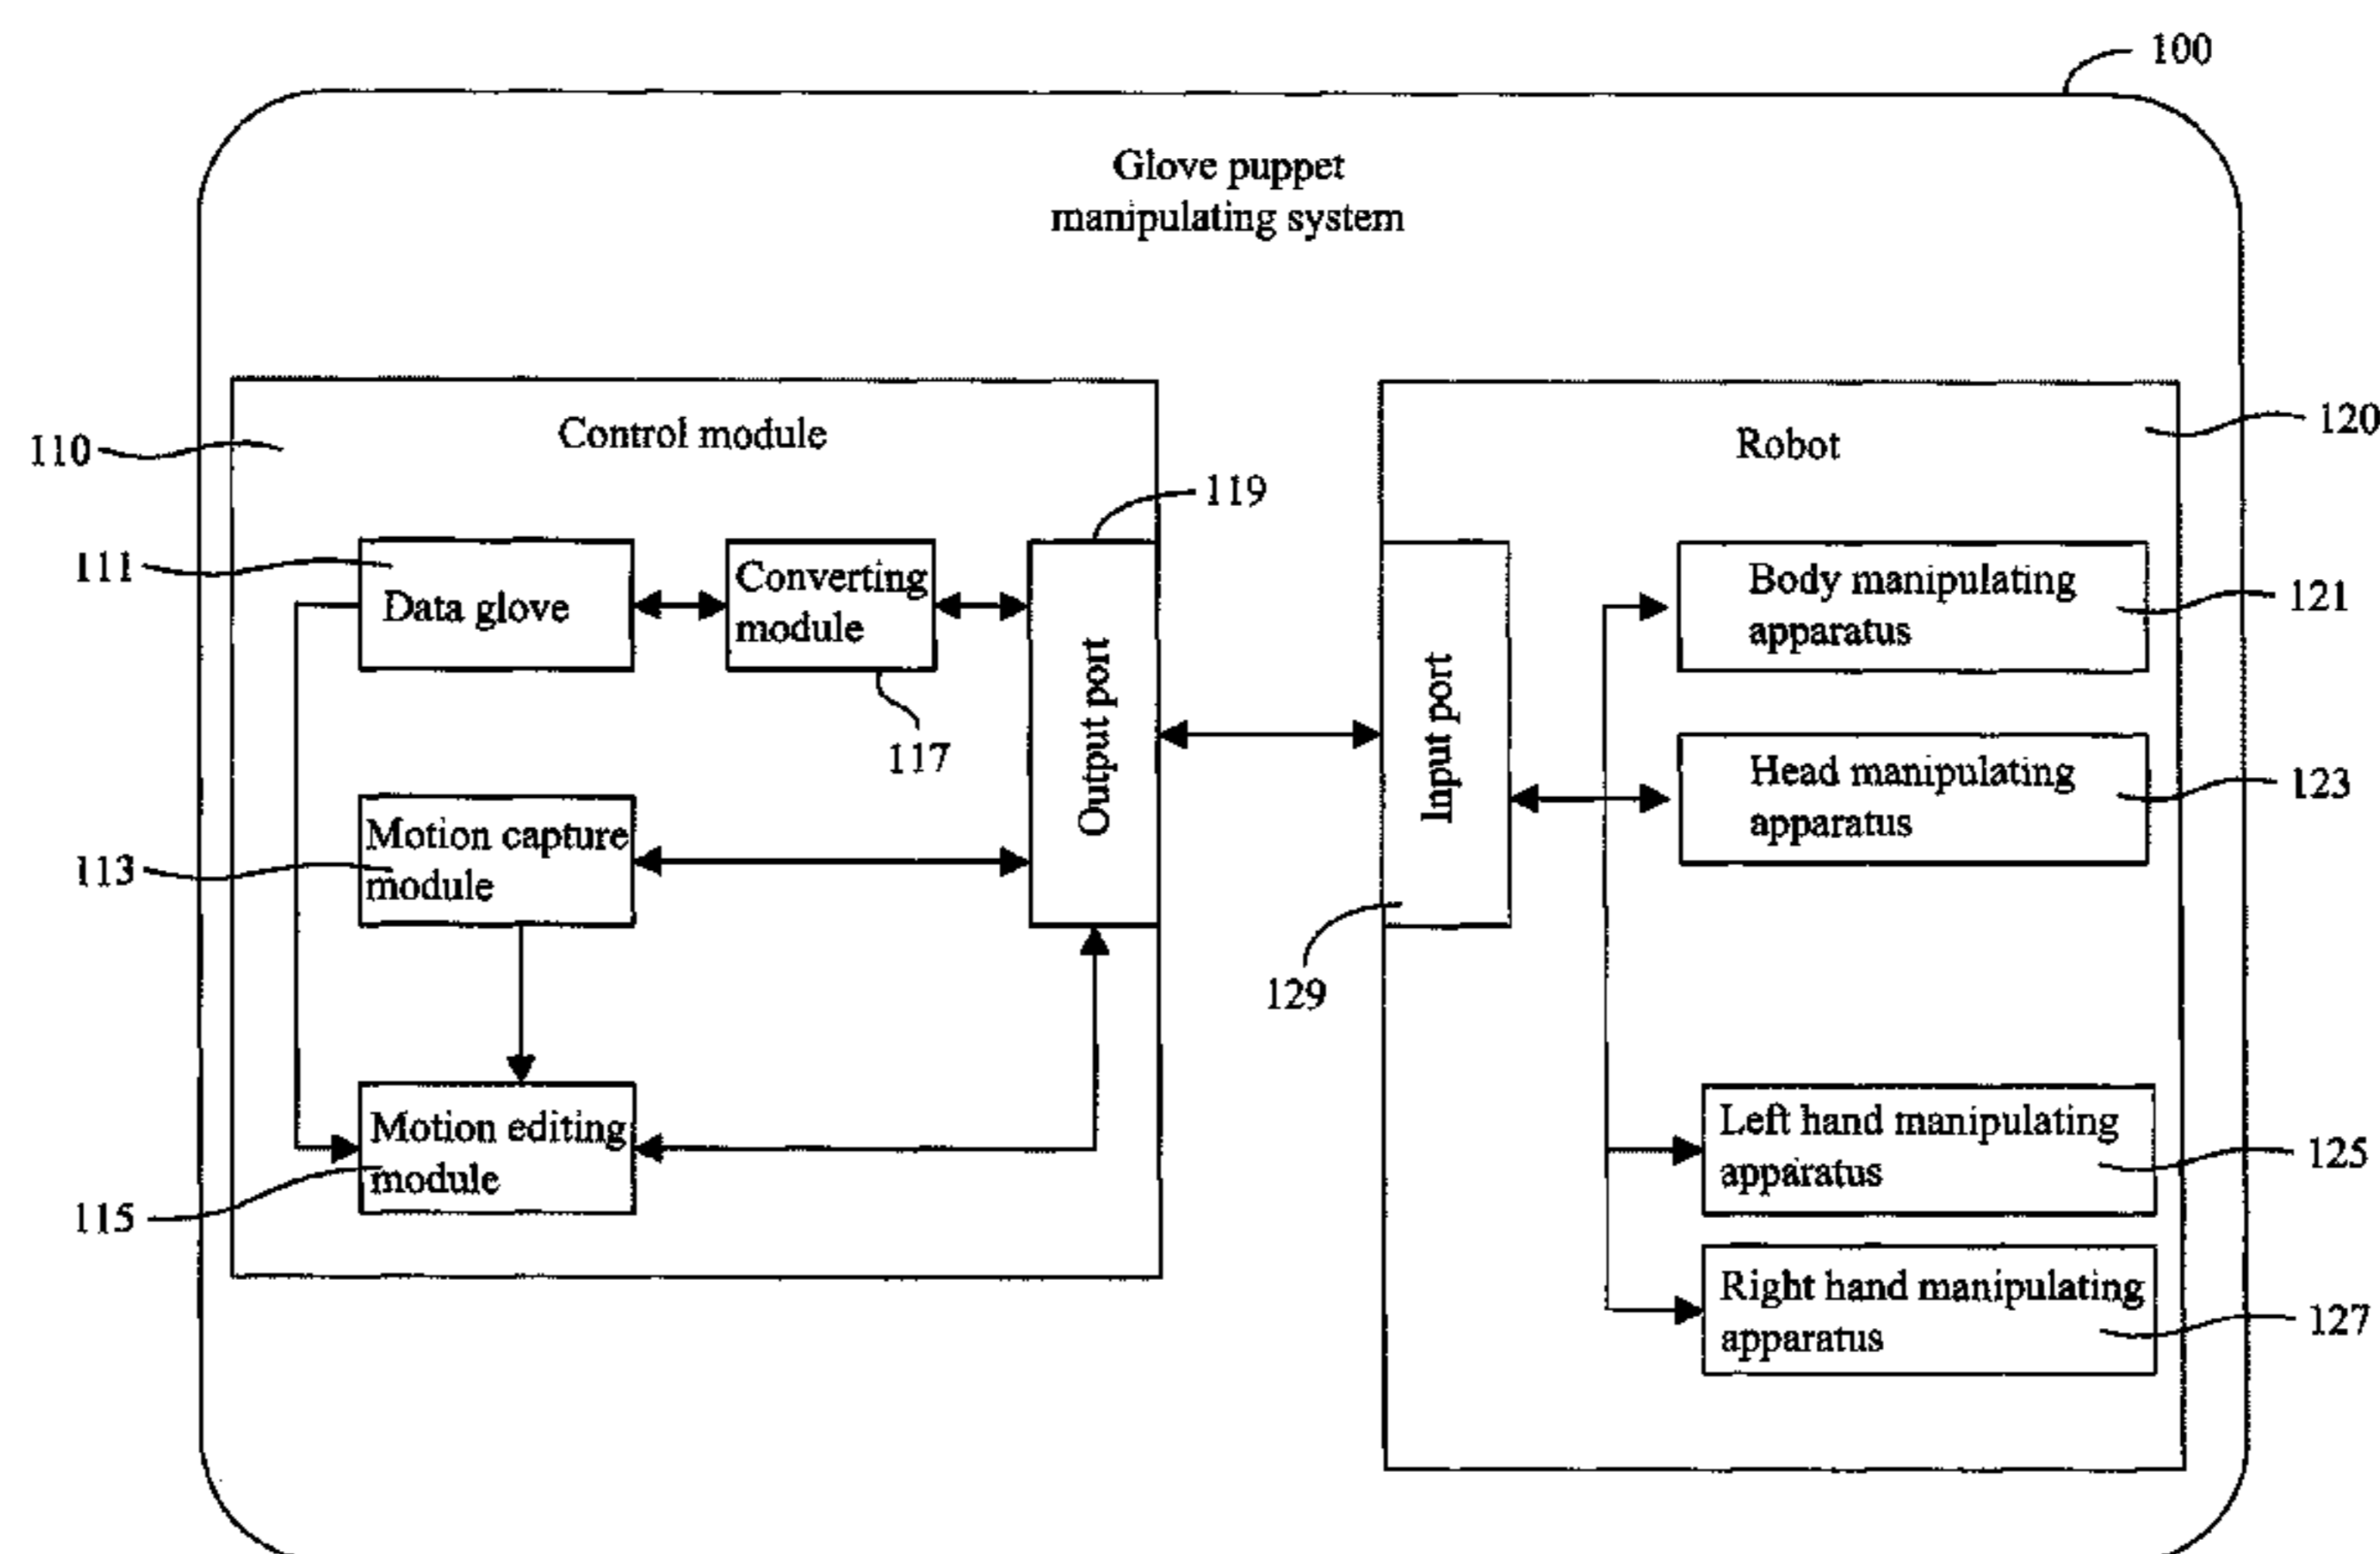 100
Glove puppet
manipulating system
110
Control module
120
Robot
119
111
Data glove
Converting
module
117
Output port
113
Motion capture
module
115
Motion editing
module
Input port
129
Body manipulating
apparatus
121
Head manipulating
apparatus
123
Left hand manipulating
apparatus
125
Right hand manipulating
apparatus
127